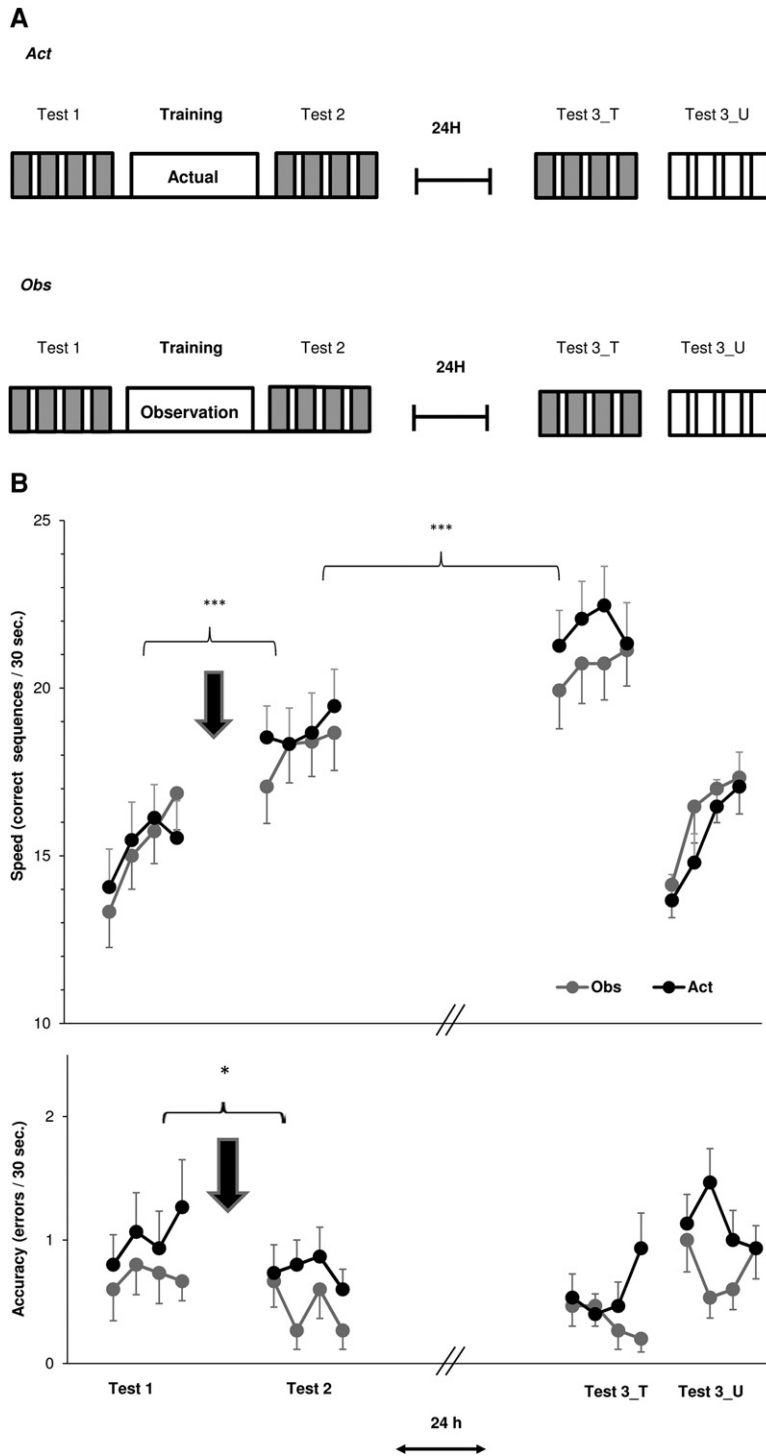 A
Act
Test 1 Training Test 2 24H Test 3_T Test 3_U
Actual
Obs
Test 1 Training Test 2 24H Test 3_T Test 3_U
Observation
B
Speed (correct sequences / 30 sec.)
25
20
15
10
***
***
Obs Act
Accuracy (errors / 30 sec.)
2
1
0
*
Test 1 Test 2 Test 3_T Test 3_U
24 h